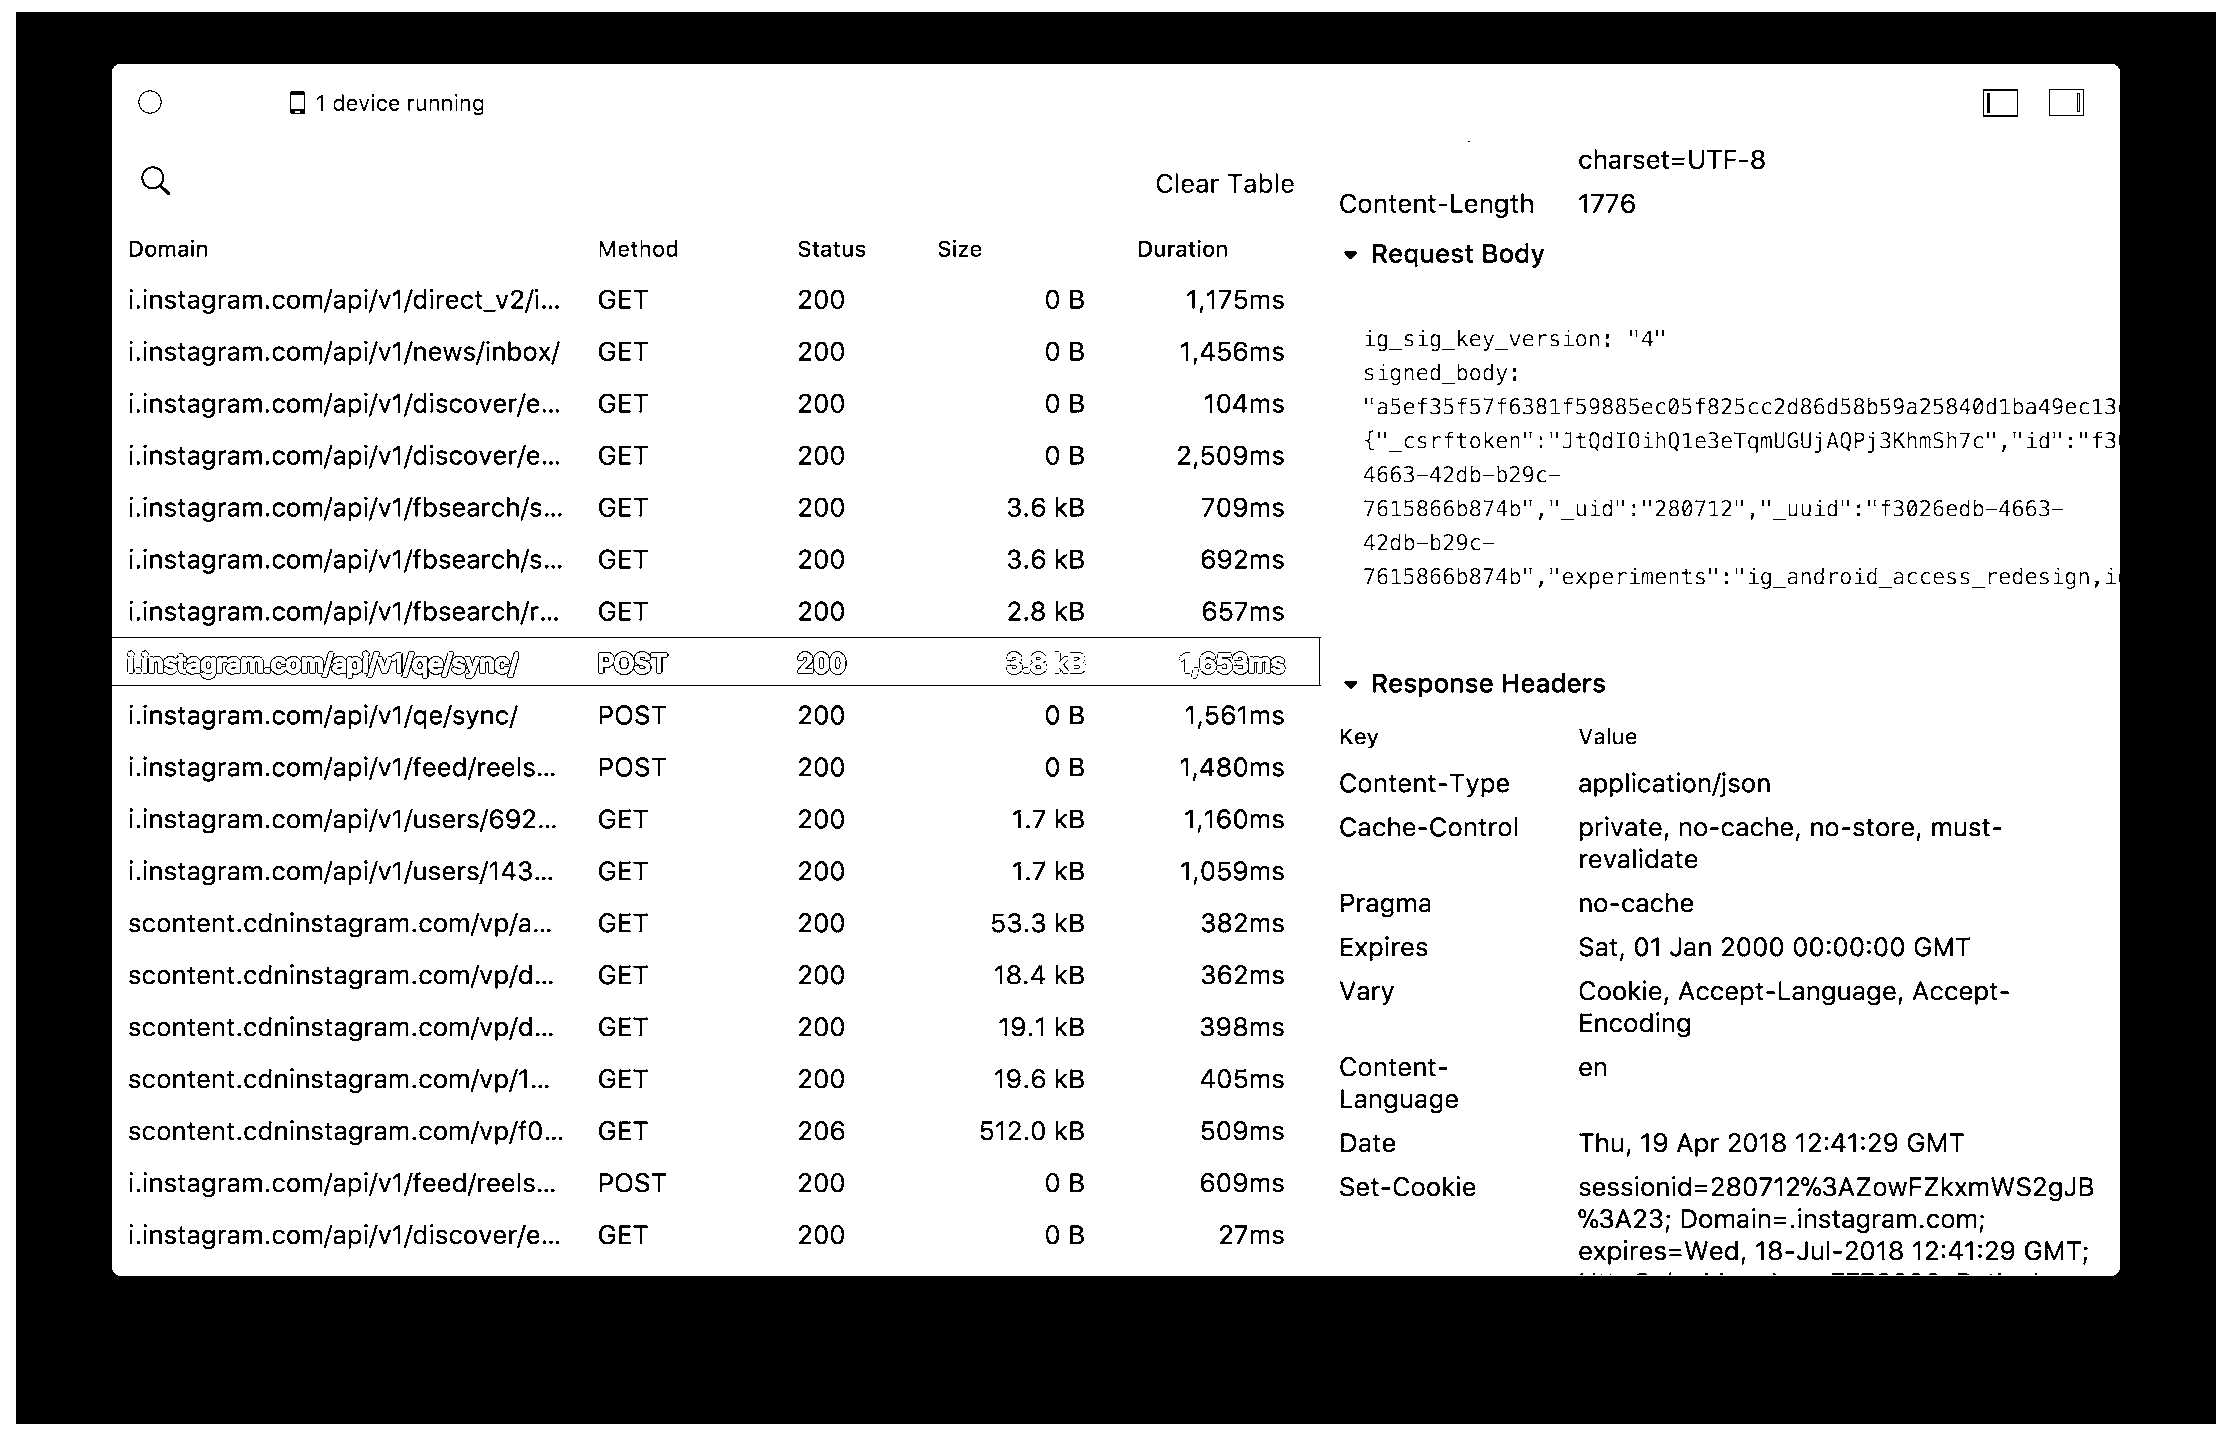 1 device running
Clear Table
Domain Method Status Size Duration
i.instagram.com/api/v1/direct_v2/i... GET 200 0 B 1,175ms
i.instagram.com/api/v1/news/inbox/ GET 200 0 B 1,456ms
i.instagram.com/api/v1/discover/e... GET 200 0 B 104ms
i.instagram.com/api/v1/discover/e... GET 200 0 B 2,509ms
i.instagram.com/api/v1/fbsearch/s... GET 200 3.6 kB 709ms
i.instagram.com/api/v1/fbsearch/s... GET 200 3.6 kB 692ms
i.instagram.com/api/v1/fbsearch/r... GET 200 2.8 kB 657ms
i.instagram.com/api/v1/qe/sync/ POST 200 3.8 kB 1,653ms
i.instagram.com/api/v1/qe/sync/ POST 200 0 B 1,561ms
i.instagram.com/api/v1/feed/reels... POST 200 0 B 1,480ms
i.instagram.com/api/v1/users/692... GET 200 1.7 kB 1,160ms
i.instagram.com/api/v1/users/143... GET 200 1.7 kB 1,059ms
scontent.cdninstagram.com/vp/a... GET 200 53.3 kB 382ms
scontent.cdninstagram.com/vp/d... GET 200 18.4 kB 362ms
scontent.cdninstagram.com/vp/d... GET 200 19.1 kB 398ms
scontent.cdninstagram.com/vp/1... GET 200 19.6 kB 405ms
scontent.cdninstagram.com/vp/f0... GET 206 512.0 kB 509ms
i.instagram.com/api/v1/feed/reels... POST 200 0 B 609ms
i.instagram.com/api/v1/discover/e... GET 200 0 B 27ms
charset=UTF-8
Content-Length 1776
Request Body
ig_sig_key_version: "4"
signed_body:
"a5ef35f57f6381f59885ec05f825cc2d86d58b59a25840d1ba49ec13
{"_csrftoken":"JtQdIOihQ1e3eTqmUGUjAQPj3KhmSh7c","id":"f3
4663-42db-b29c-
7615866b874b","_uid":"280712","_uuid":"f3026edb-4663-
42db-b29c-
7615866b874b","experiments":"ig_android_access_redesign,i
Response Headers
Key Value
Content-Type application/json
Cache-Control private, no-cache, no-store, must-
revalidate
Pragma no-cache
Expires Sat, 01 Jan 2000 00:00:00 GMT
Vary Cookie, Accept-Language, Accept-
Encoding
Content- en
Language
Date Thu, 19 Apr 2018 12:41:29 GMT
Set-Cookie sessionid=280712%3AZowFZkxmWS2gJB
%3A23; Domain=.instagram.com;
expires=Wed, 18-Jul-2018 12:41:29 GMT;